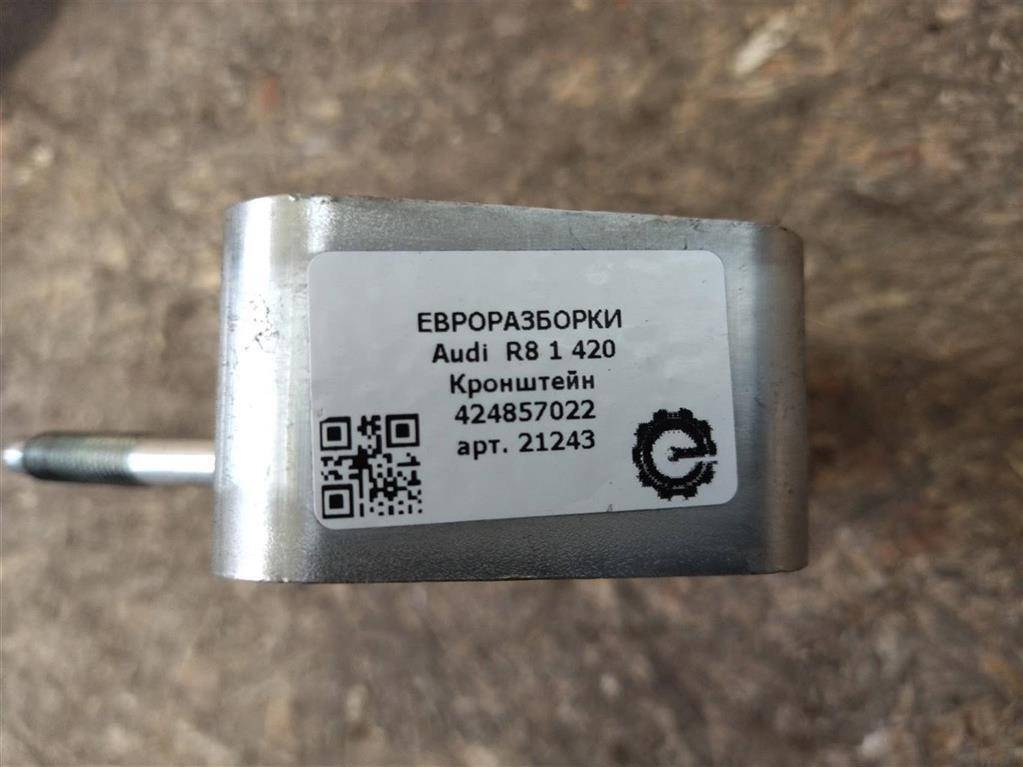 ЕВРОРАЗБОРКИ
Audi R8 1 420
Кронштейн
424857022
арт. 21243